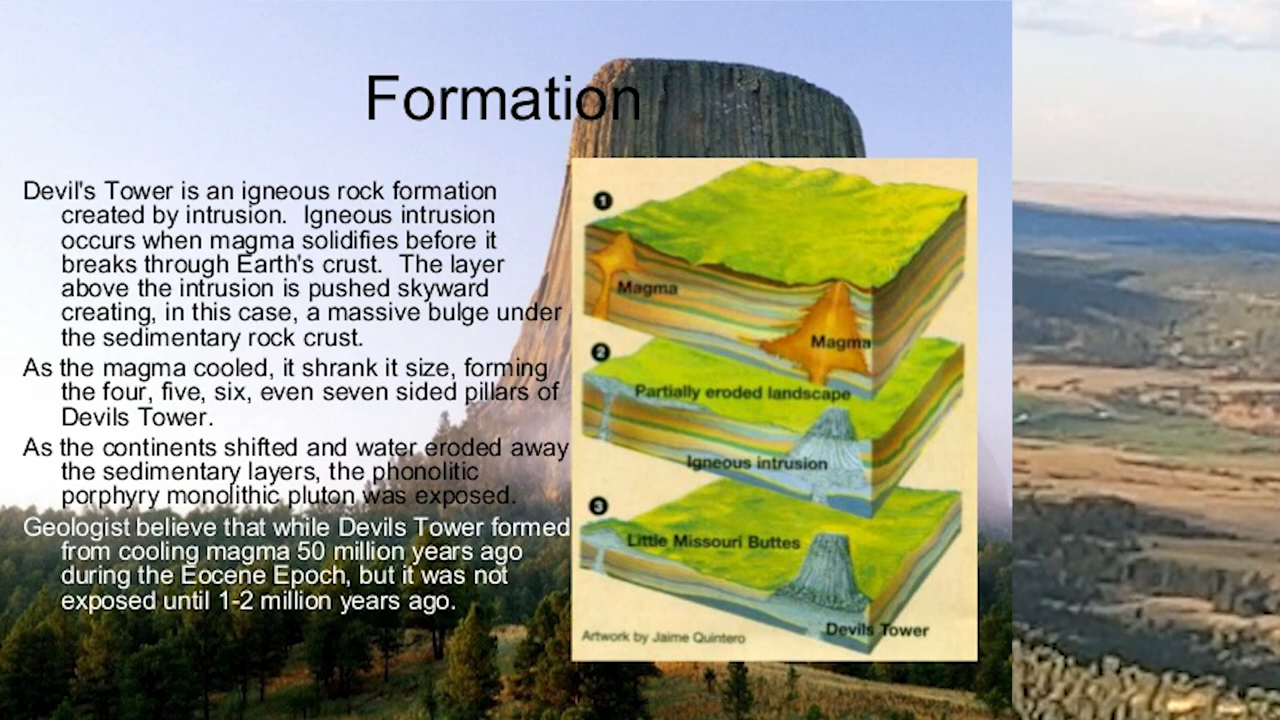 Formation
Devil's Tower is an igneous rock formation
created by intrusion.  Igneous intrusion
occurs when magma solidifies before it
breaks through Earth's crust.  The layer
above the intrusion is pushed skyward
creating, in this case, a massive bulge under
the sedimentary rock crust.
As the magma cooled, it shrank it size, forming
the four, five, six, even seven sided pillars of
Devils Tower.
As the continents shifted and water eroded away
the sedimentary layers, the phonolitic
porphyry monolithic pluton was exposed.
Geologist believe that while Devils Tower formed
from cooling magma 50 million years ago
during the Eocene Epoch, but it was not
exposed until 1-2 million years ago.
1
Magma
Magma
2
Partially eroded landscape
Igneous intrusion
3
Little Missouri Buttes
Devils Tower
Artwork by Jaime Quintero